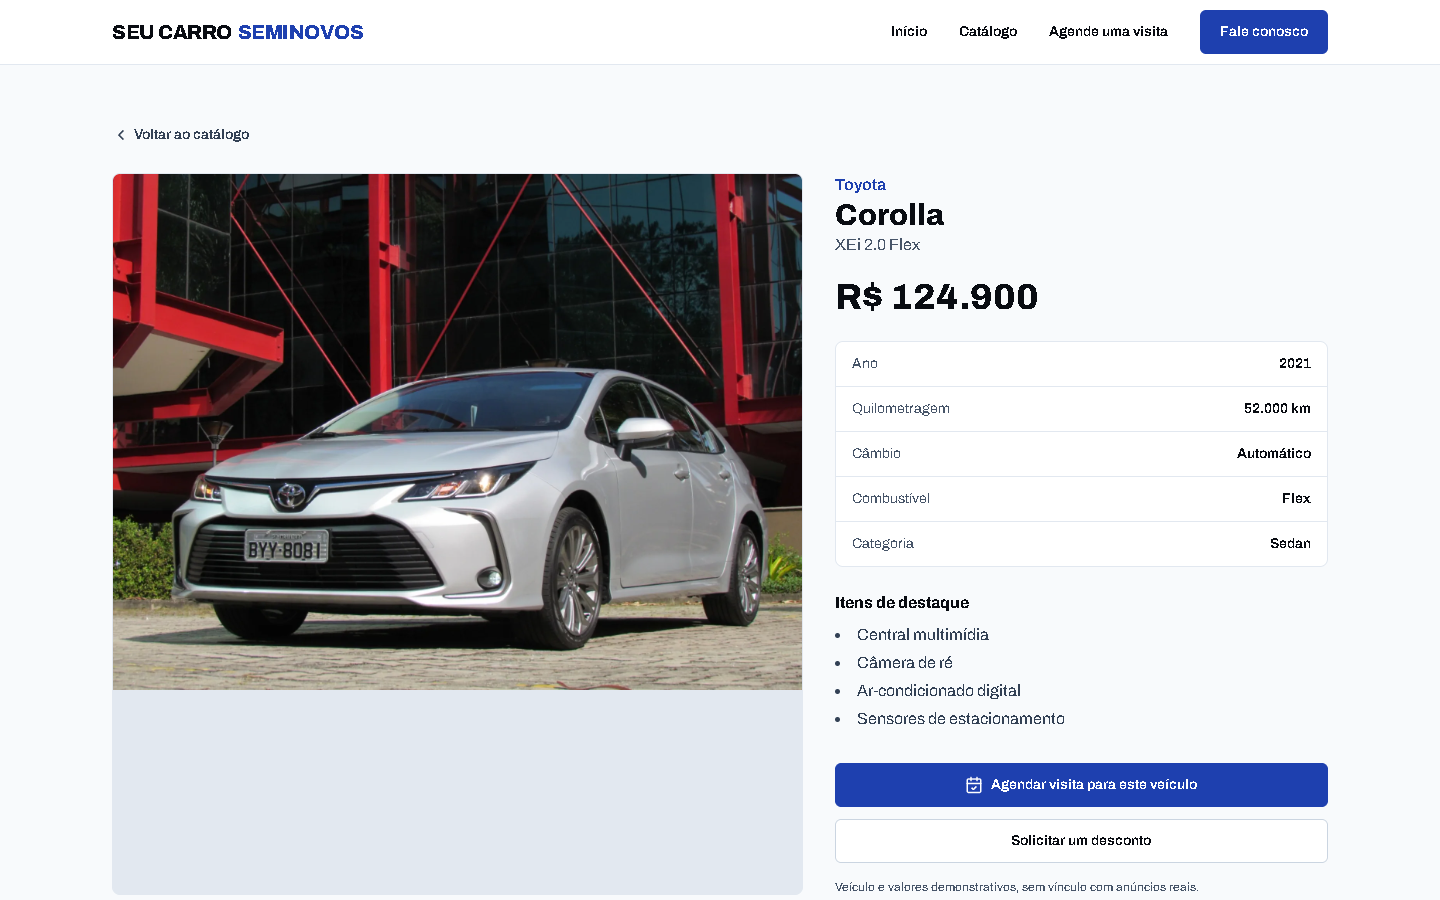 SEU CARRO SEMINOVOS
Início
Catálogo
Agende uma visita
Fale conosco
Voltar ao catálogo
BYY-8081
Toyota
Corolla
XEi 2.0 Flex
R$ 124.900
Ano 2021
Quilometragem 52.000 km
Câmbio Automático
Combustível Flex
Categoria Sedan
Itens de destaque
Central multimídia
Câmera de ré
Ar-condicionado digital
Sensores de estacionamento
Agendar visita para este veículo
Solicitar um desconto
Veículo e valores demonstrativos, sem vínculo com anúncios reais.